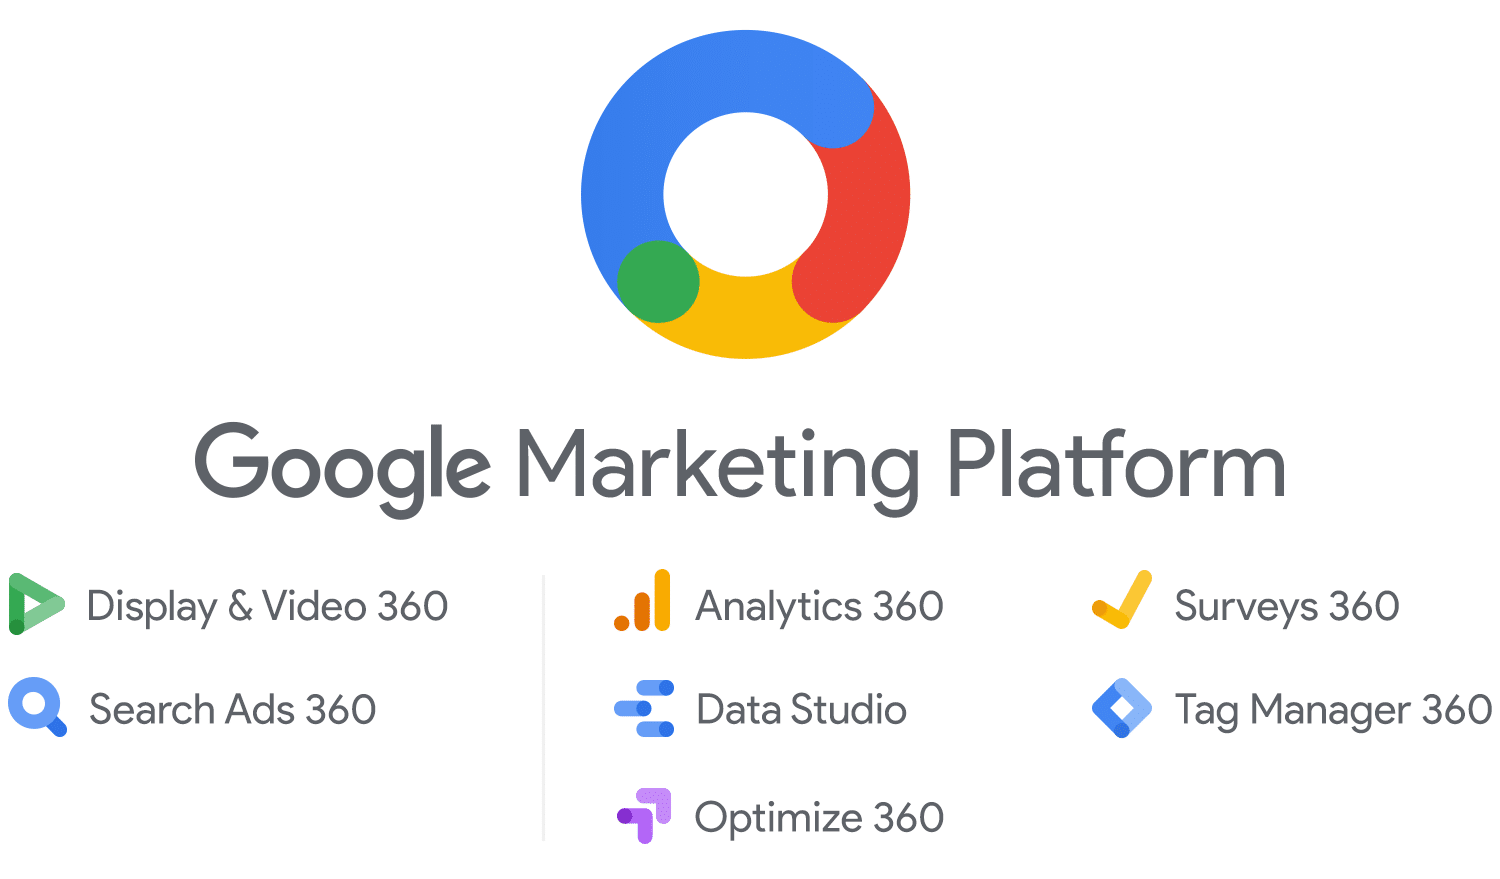 Google Marketing Platform
Display & Video 360
Search Ads 360
Analytics 360
Data Studio
Optimize 360
Surveys 360
Tag Manager 360